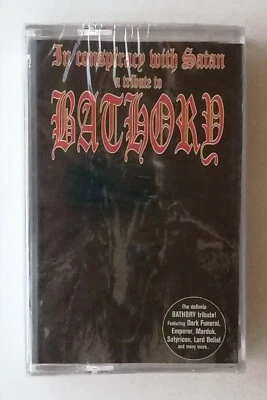 In conspiracy with Satan
a tribute to
BATHORY
The definite
BATHORY tribute!
Featuring Dark Funeral,
Emperor, Marduk,
Satyricon, Lord Belial
and many more...